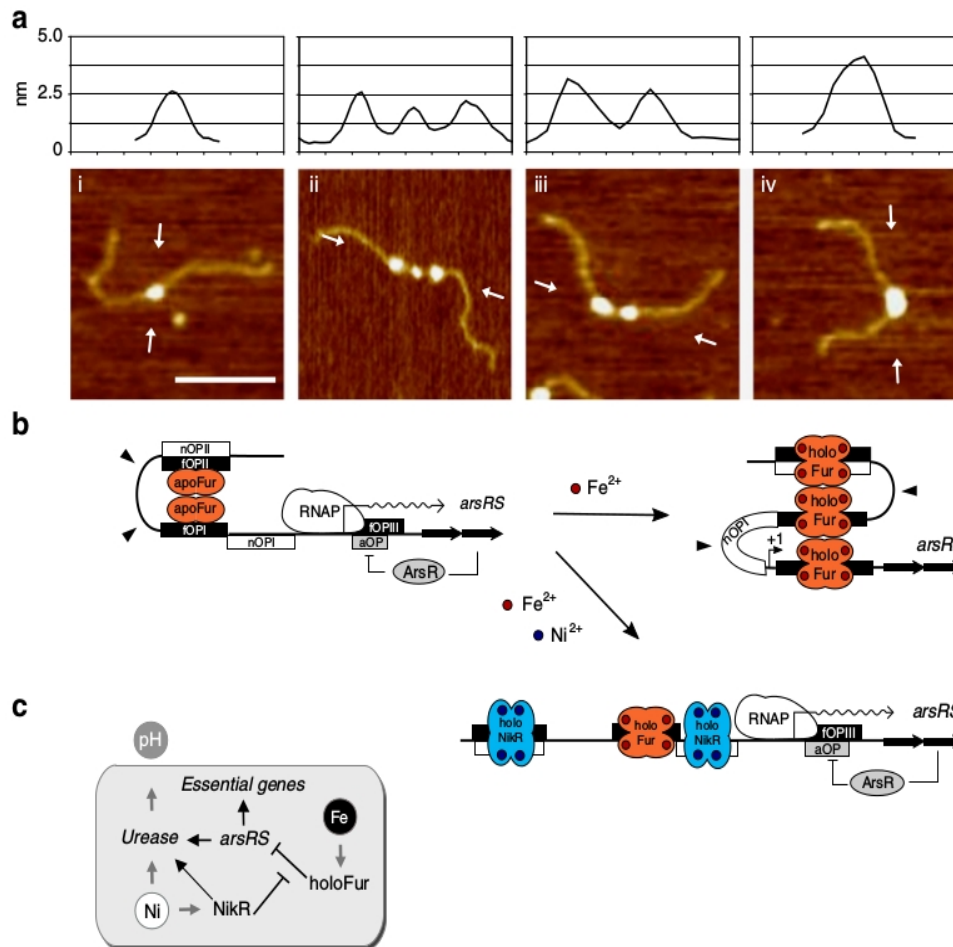 a
5.0
nm
2.5
0
i
ii
iii
iv
b
nOPII
fOPII
apoFur
apoFur
fOPI
nOPI
RNAP
arsRS
fOPIII
aOP
ArsR
Fe2+
Fe2+
Ni2+
holo
Fur
holo
Fur
nOPI
+1
holo
Fur
arsR
holo
NikR
holo
Fur
holo
NikR
RNAP
arsRS
fOPIII
aOP
ArsR
c
pH
Essential genes
Fe
Urease
arsRS
holoFur
Ni
NikR